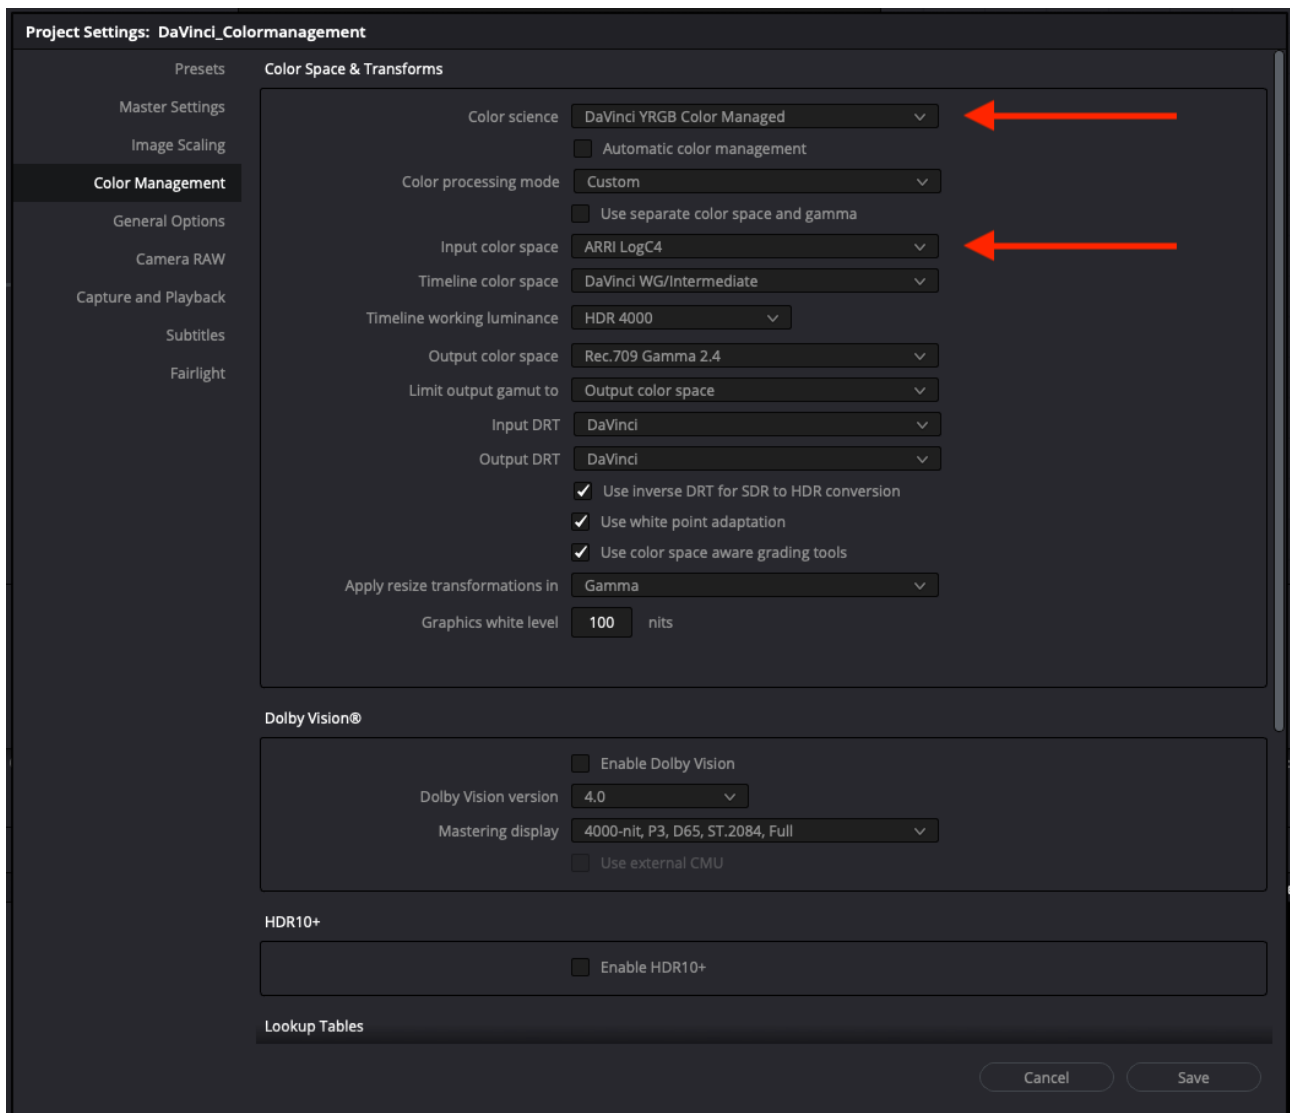 Project Settings: DaVinci_Colormanagement
Presets
Master Settings
Image Scaling
Color Management
General Options
Camera RAW
Capture and Playback
Subtitles
Fairlight
Color Space & Transforms
Color science DaVinci YRGB Color Managed
Automatic color management
Color processing mode Custom
Use separate color space and gamma
Input color space ARRI LogC4
Timeline color space DaVinci WG/Intermediate
Timeline working luminance HDR 4000
Output color space Rec.709 Gamma 2.4
Limit output gamut to Output color space
Input DRT DaVinci
Output DRT DaVinci
Use inverse DRT for SDR to HDR conversion
Use white point adaptation
Use color space aware grading tools
Apply resize transformations in Gamma
Graphics white level 100 nits
Dolby Vision®
Enable Dolby Vision
Dolby Vision version 4.0
Mastering display 4000-nit, P3, D65, ST.2084, Full
Use external CMU
HDR10+
Enable HDR10+
Lookup Tables
Cancel Save